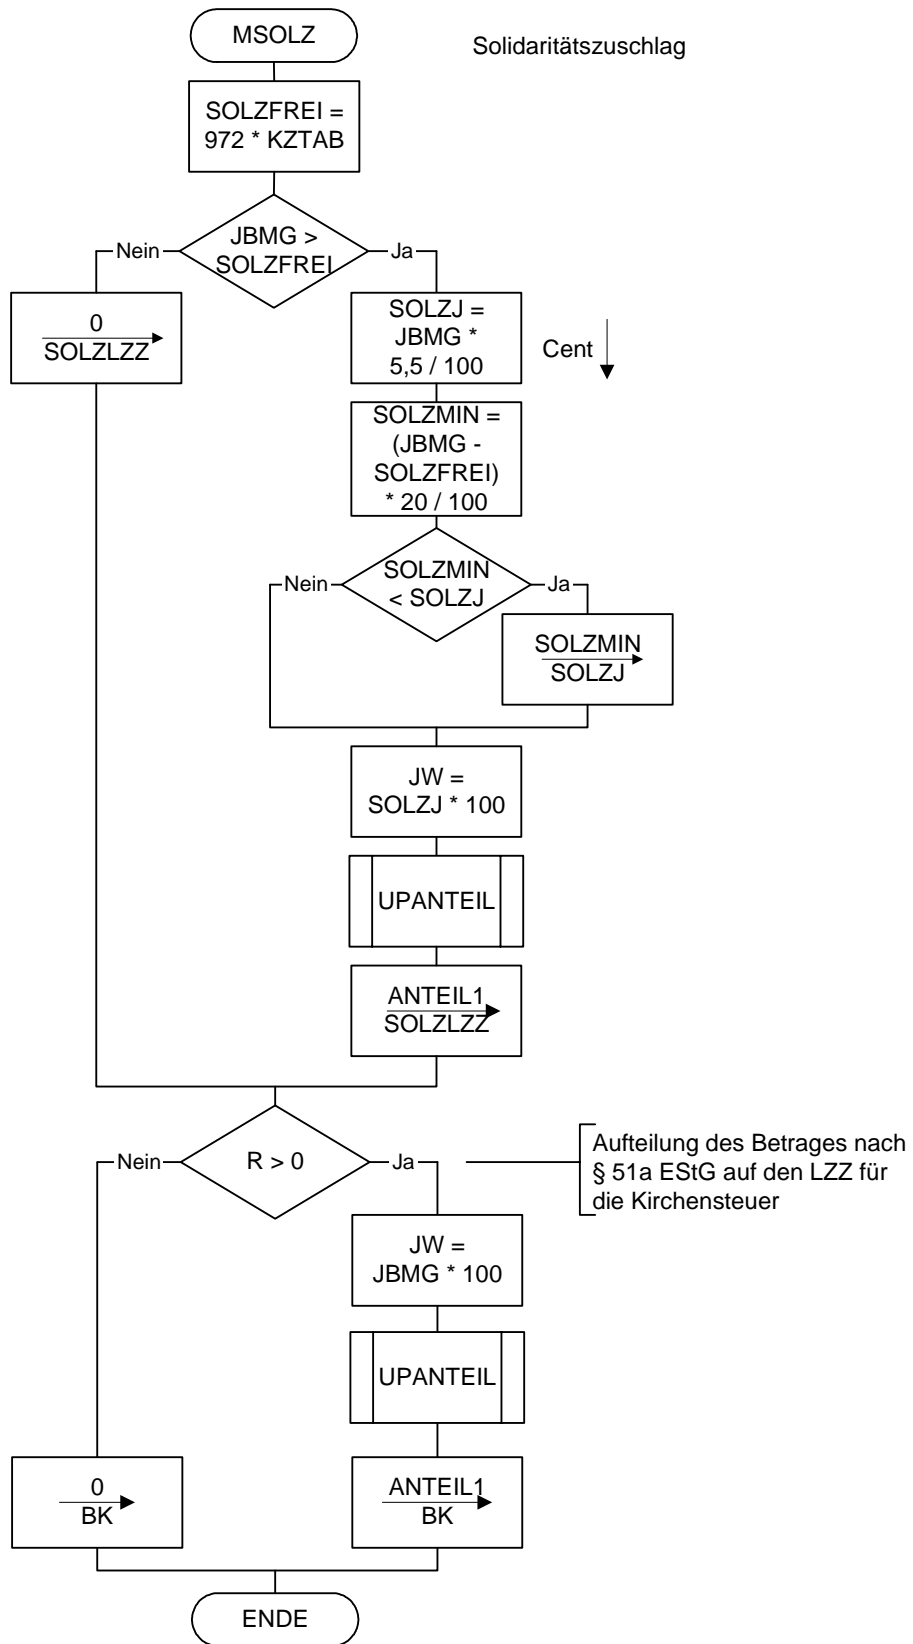 MSOLZ
Solidaritätszuschlag
SOLZFREI =
972 * KZTAB
JBMG >
SOLZFREI
Nein
Ja
0
SOLZLZZ
SOLZJ =
JBMG *
5,5 / 100
Cent
SOLZMIN =
(JBMG -
SOLZFREI)
* 20 / 100
SOLZMIN
< SOLZJ
Nein
Ja
SOLZMIN
SOLZJ
JW =
SOLZJ * 100
UPANTEIL
ANTEIL1
SOLZLZZ
R > 0
Nein
Ja
Aufteilung des Betrages nach
§ 51a EStG auf den LZZ für
die Kirchensteuer
JW =
JBMG * 100
UPANTEIL
0
BK
ANTEIL1
BK
ENDE